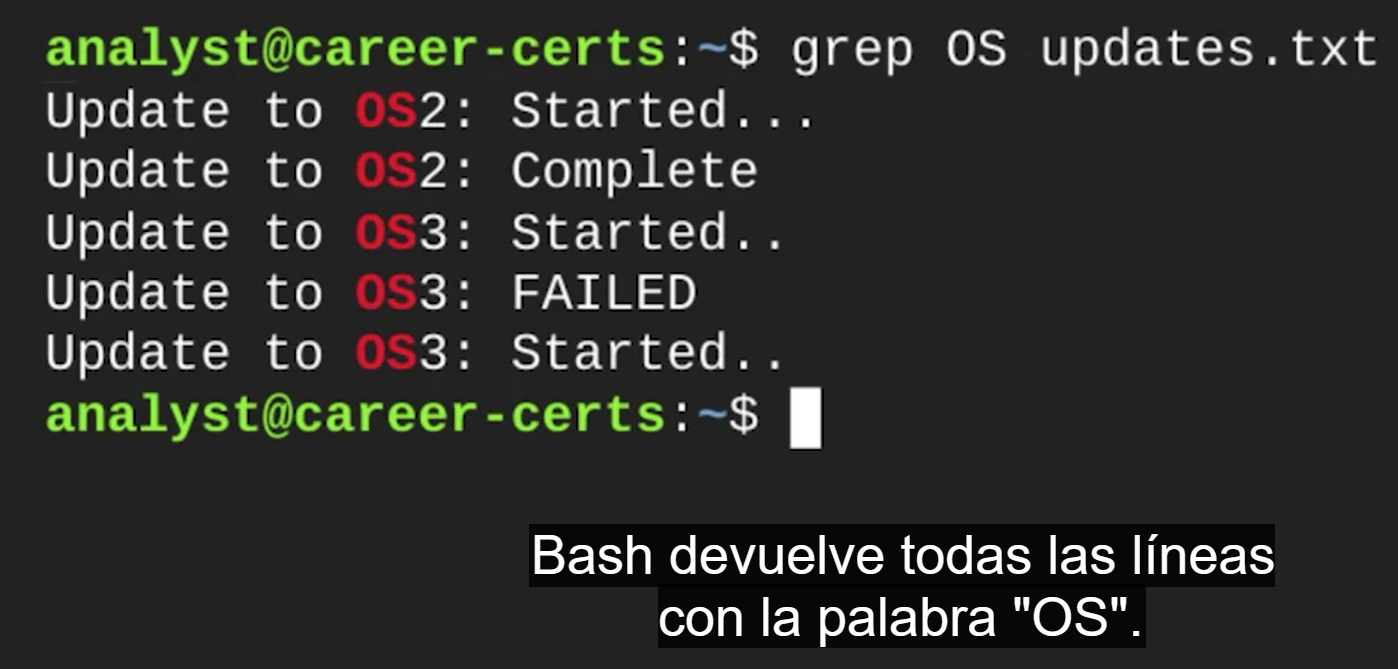 analyst@career-certs:~$ grep OS updates.txt
Update to OS2: Started...
Update to OS2: Complete
Update to OS3: Started..
Update to OS3: FAILED
Update to OS3: Started..
analyst@career-certs:~$
Bash devuelve todas las líneas
con la palabra "OS".